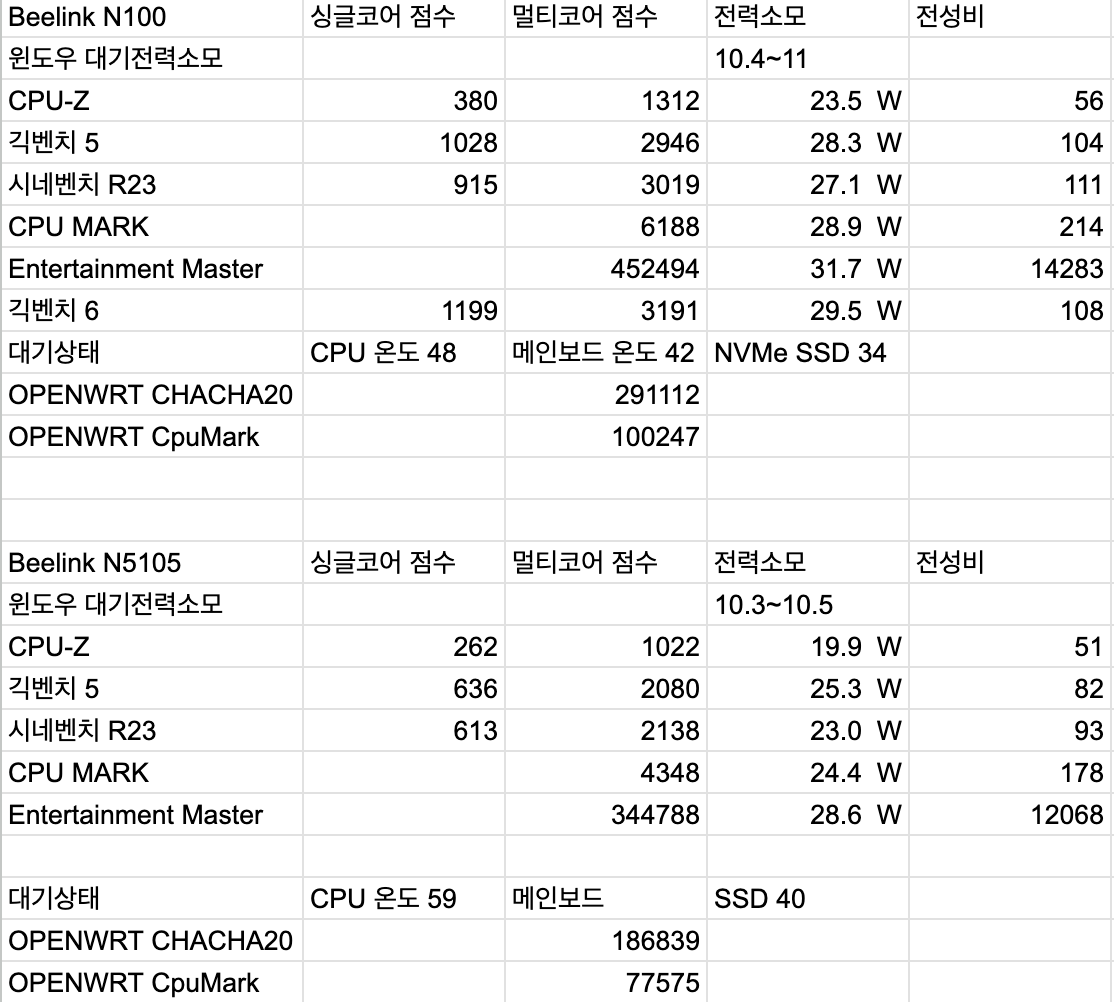 Beelink N100 싱글코어 점수 멀티코어 점수 전력소모 전성비
윈도우 대기전력소모 10.4~11
CPU-Z 380 1312 23.5 W 56
긱벤치 5 1028 2946 28.3 W 104
시네벤치 R23 915 3019 27.1 W 111
CPU MARK 6188 28.9 W 214
Entertainment Master 452494 31.7 W 14283
긱벤치 6 1199 3191 29.5 W 108
대기상태 CPU 온도 48 메인보드 온도 42 NVMe SSD 34
OPENWRT CHACHA20 291112
OPENWRT CpuMark 100247
Beelink N5105 싱글코어 점수 멀티코어 점수 전력소모 전성비
윈도우 대기전력소모 10.3~10.5
CPU-Z 262 1022 19.9 W 51
긱벤치 5 636 2080 25.3 W 82
시네벤치 R23 613 2138 23.0 W 93
CPU MARK 4348 24.4 W 178
Entertainment Master 344788 28.6 W 12068
대기상태 CPU 온도 59 메인보드 SSD 40
OPENWRT CHACHA20 186839
OPENWRT CpuMark 77575